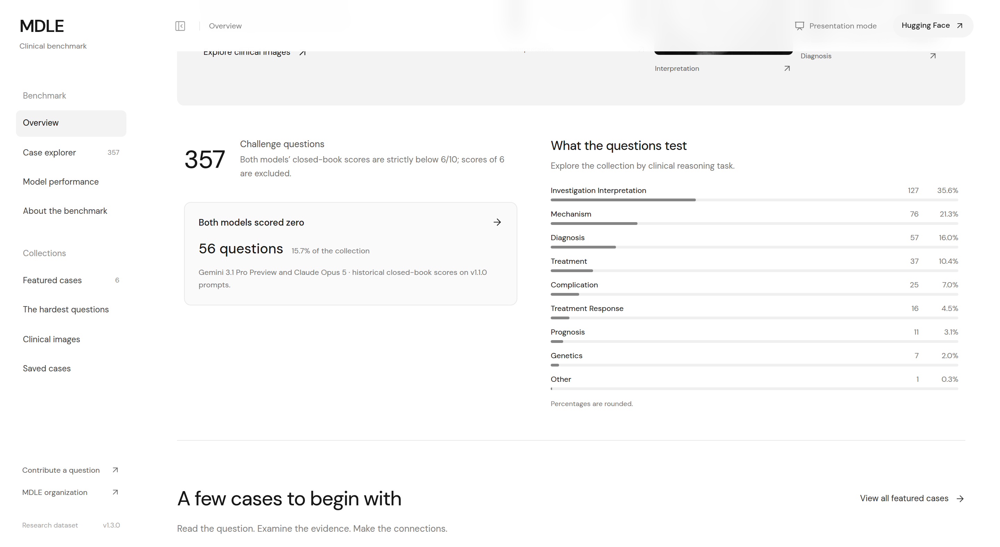 MDLE
Clinical benchmark
Benchmark
Overview
Case explorer 357
Model performance
About the benchmark
Collections
Featured cases 6
The hardest questions
Clinical images
Saved cases
Contribute a question
MDLE organization
Research dataset v1.3.0
Overview
Presentation mode
Hugging Face
Explore clinical images
Interpretation
Diagnosis
357
Challenge questions
Both models’ closed-book scores are strictly below 6/10; scores of 6
are excluded.
Both models scored zero
56 questions 15.7% of the collection
Gemini 3.1 Pro Preview and Claude Opus 5 · historical closed-book scores on v1.1.0
prompts.
What the questions test
Explore the collection by clinical reasoning task.
Investigation Interpretation 127 35.6%
Mechanism 76 21.3%
Diagnosis 57 16.0%
Treatment 37 10.4%
Complication 25 7.0%
Treatment Response 16 4.5%
Prognosis 11 3.1%
Genetics 7 2.0%
Other 1 0.3%
Percentages are rounded.
A few cases to begin with
View all featured cases
Read the question. Examine the evidence. Make the connections.